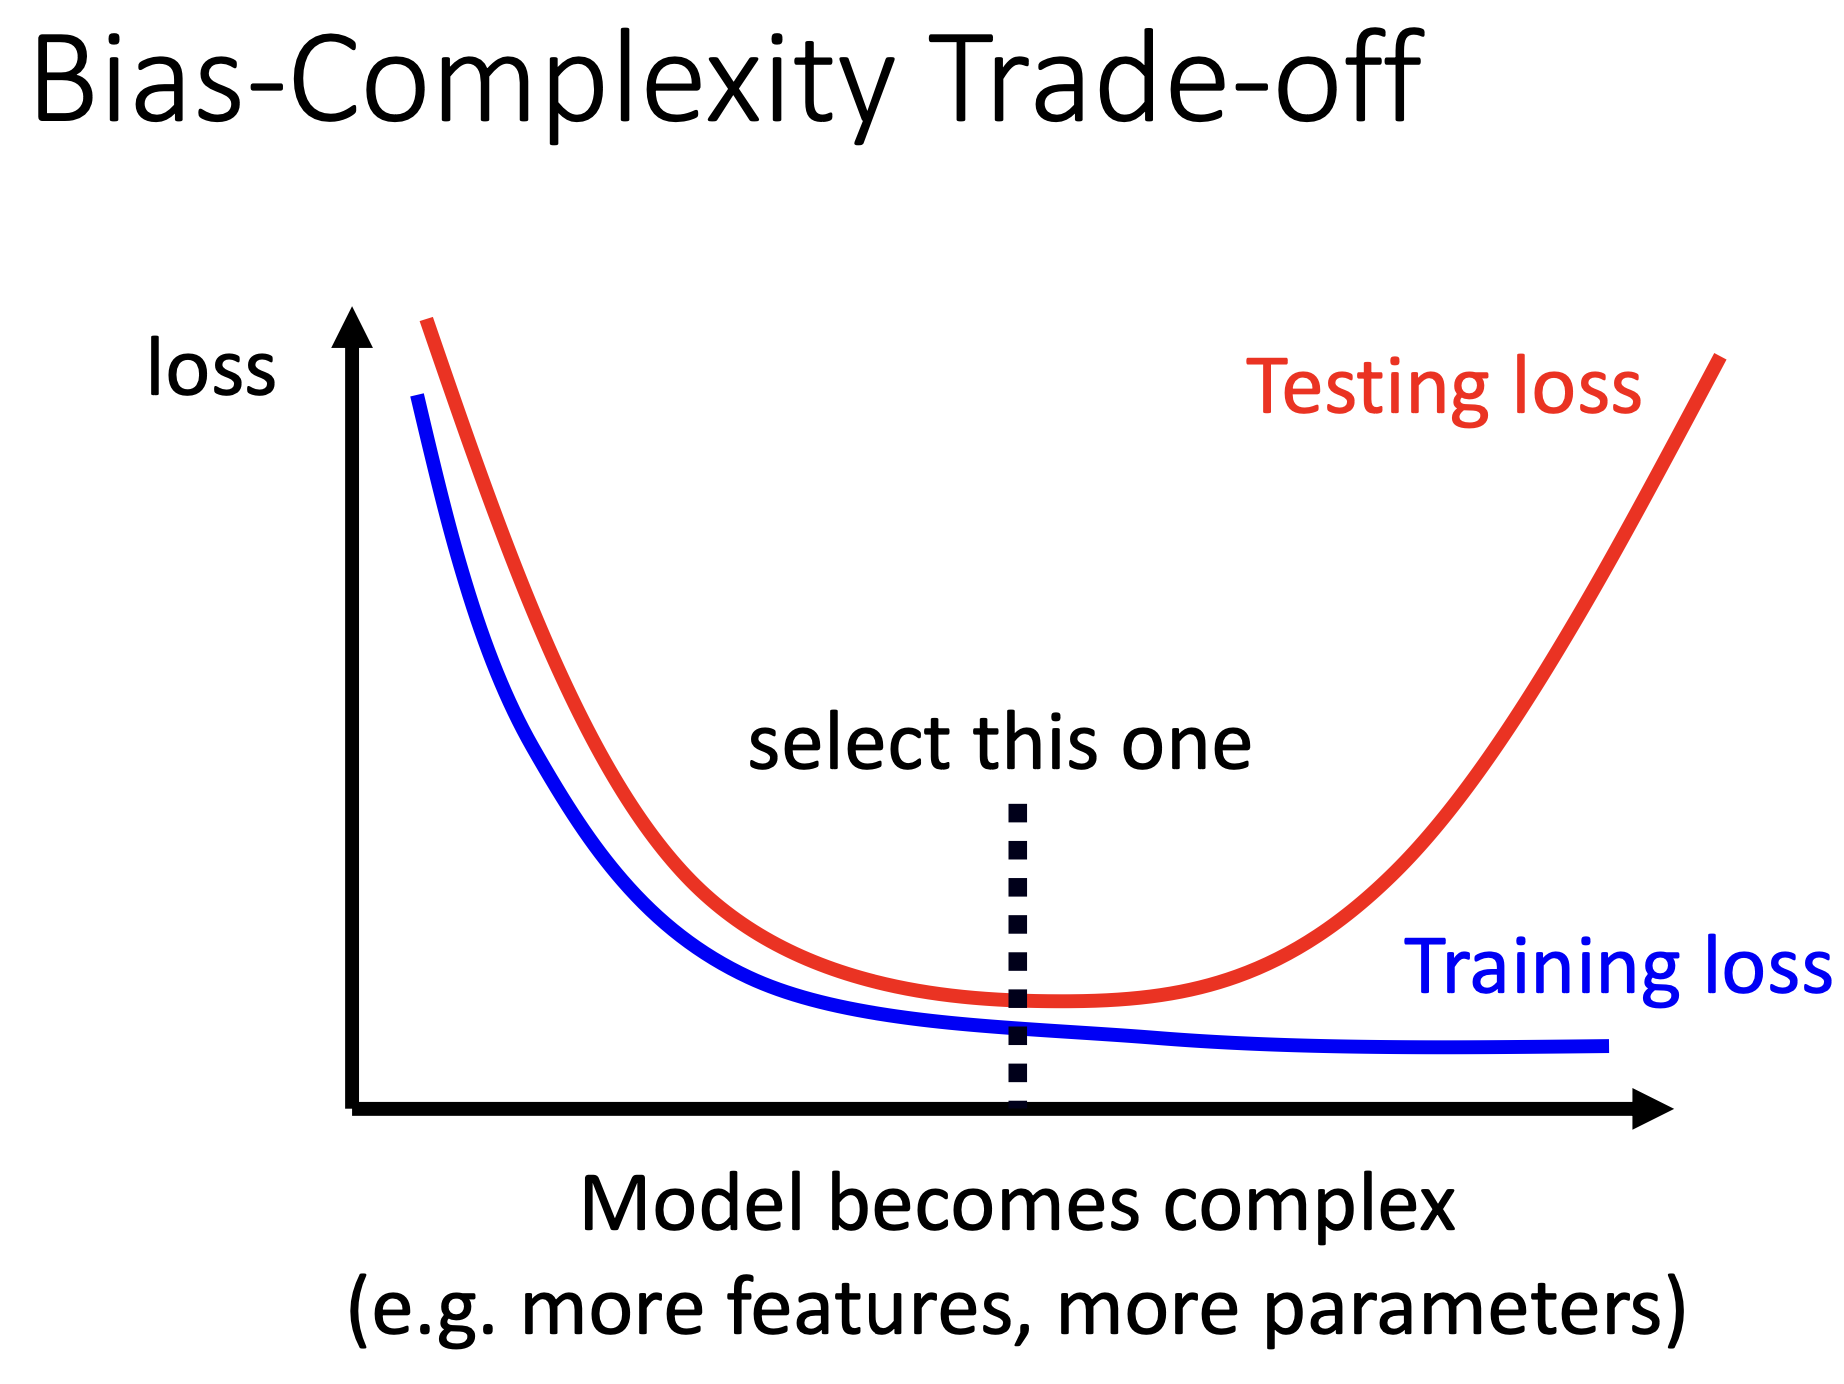 Bias-Complexity Trade-off
loss
Testing loss
select this one
Training loss
Model becomes complex
(e.g. more features, more parameters)